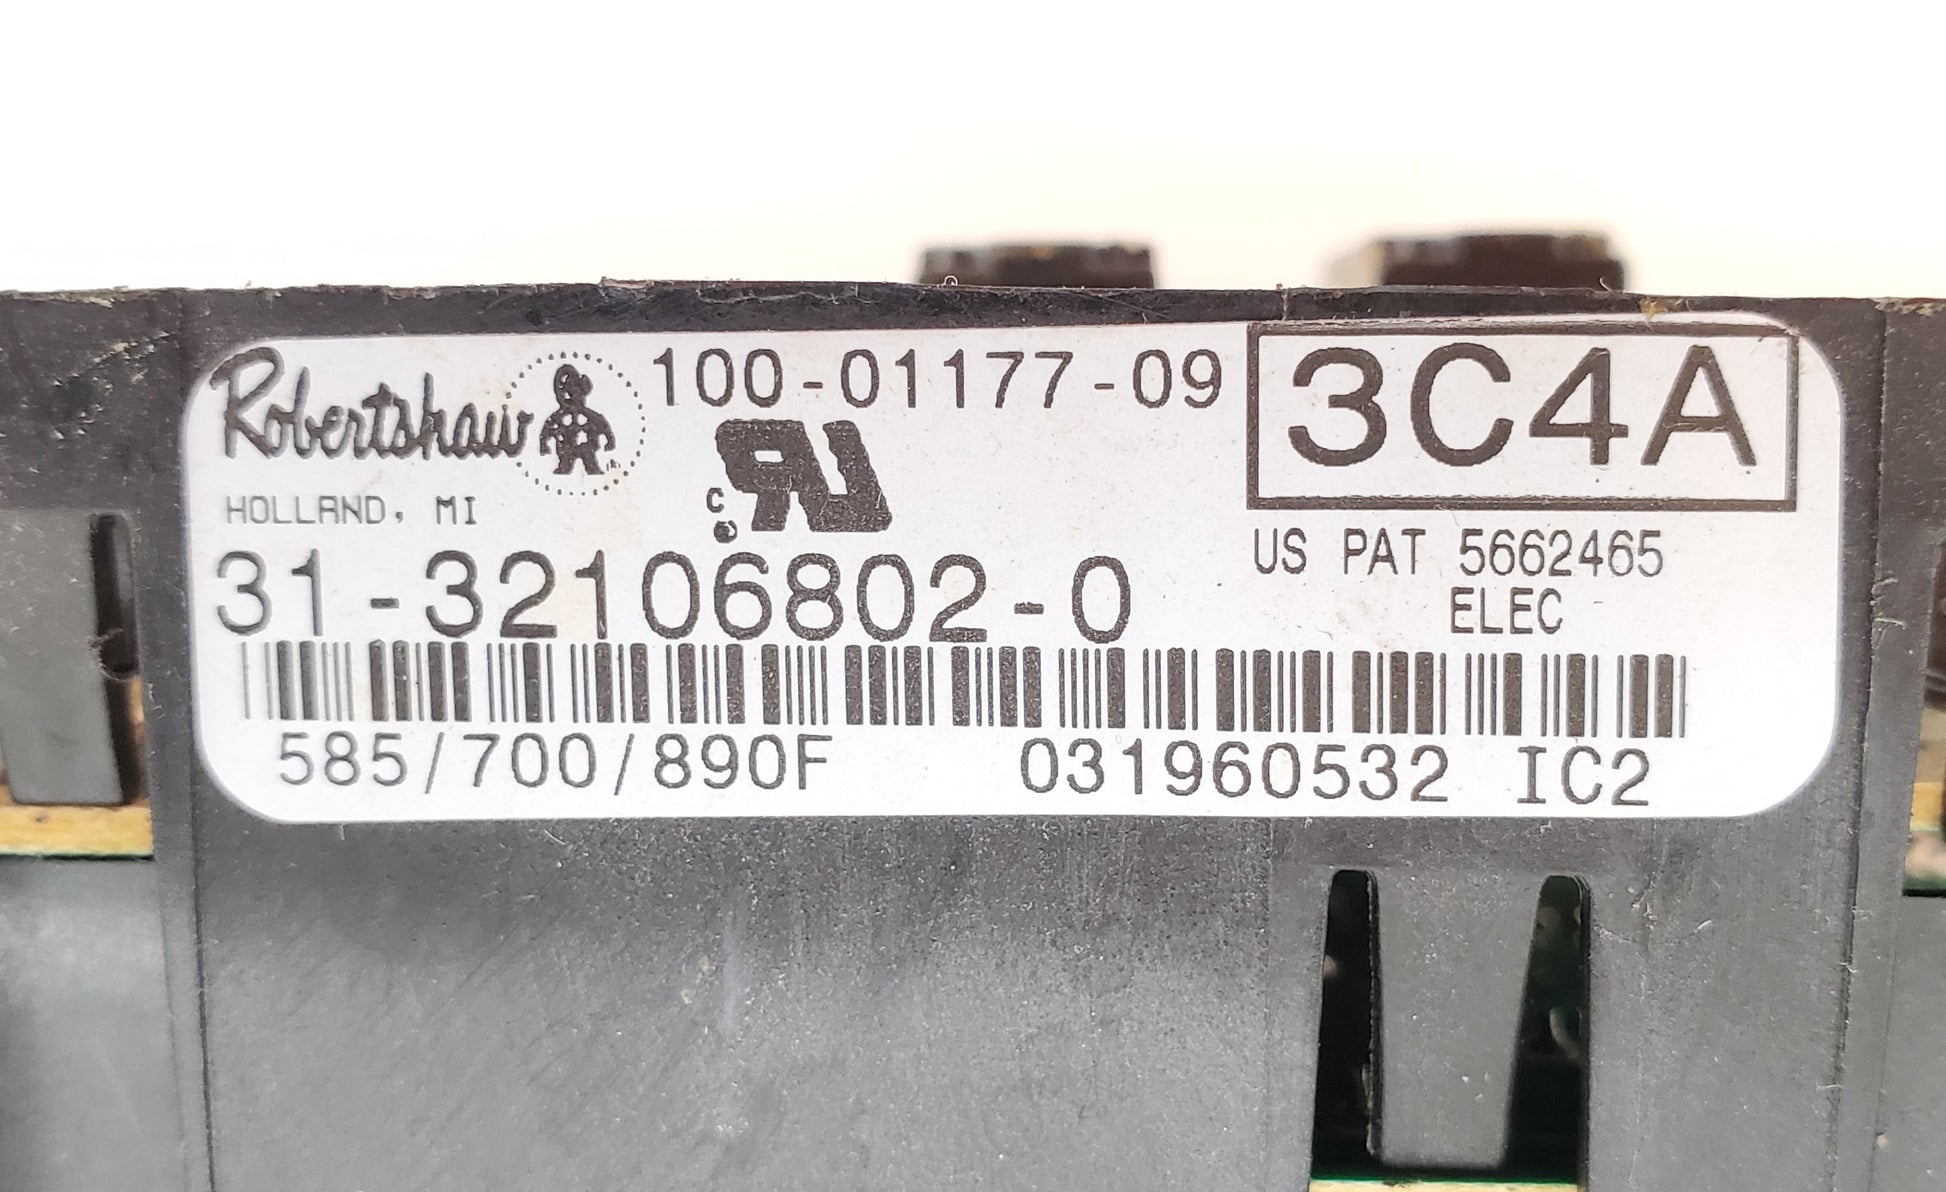 Robertshaw 100-01177-09 3C4A
HOLLAND, MI
US PAT 5662465
31-32106802-0
ELEC
585/700/890F 031960532 IC2